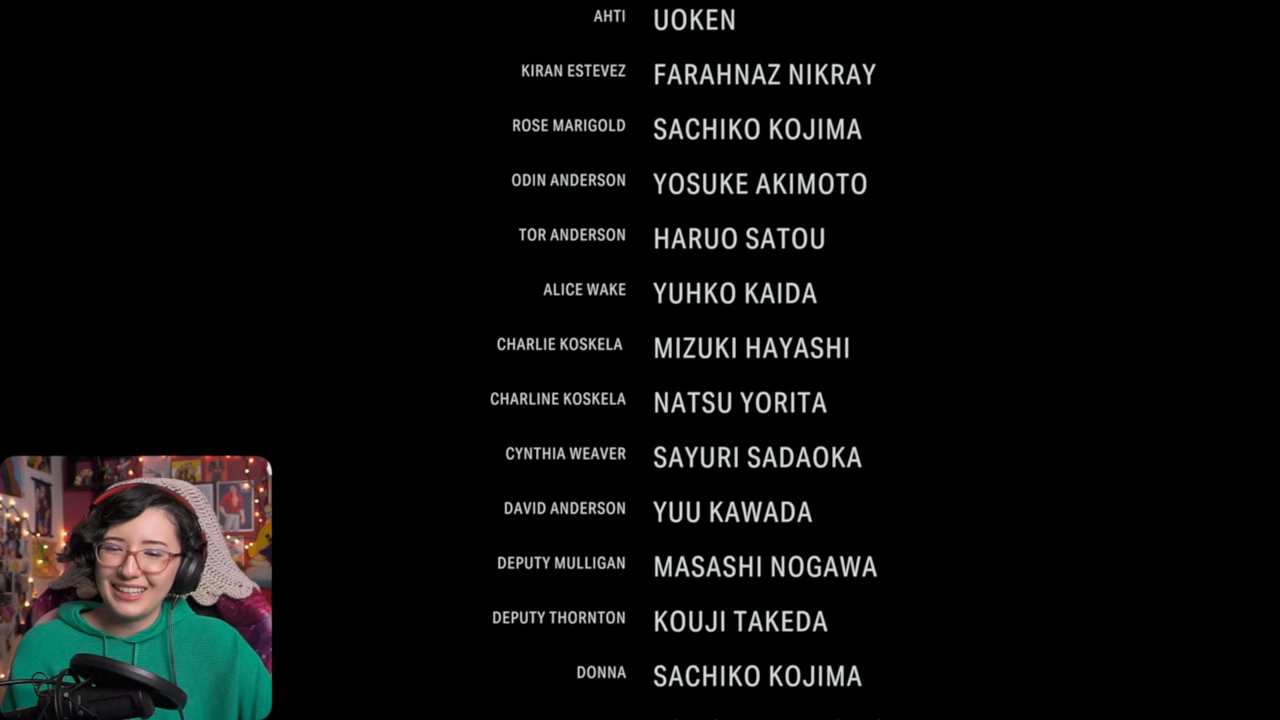 AHTI UOKEN
KIRAN ESTEVEZ FARAHNAZ NIKRAY
ROSE MARIGOLD SACHIKO KOJIMA
ODIN ANDERSON YOSUKE AKIMOTO
TOR ANDERSON HARUO SATOU
ALICE WAKE YUHKO KAIDA
CHARLIE KOSKELA MIZUKI HAYASHI
CHARLINE KOSKELA NATSU YORITA
CYNTHIA WEAVER SAYURI SADAOKA
DAVID ANDERSON YUU KAWADA
DEPUTY MULLIGAN MASASHI NOGAWA
DEPUTY THORNTON KOUJI TAKEDA
DONNA SACHIKO KOJIMA